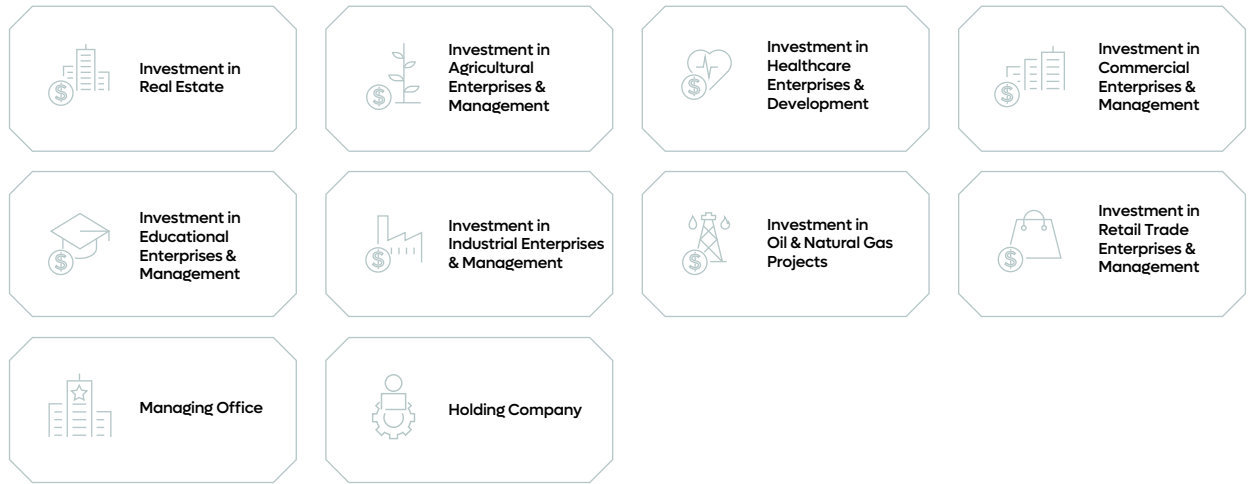 Investment in
Real Estate
Investment in
Agricultural
Enterprises &
Management
Investment in
Healthcare
Enterprises &
Development
Investment in
Commercial
Enterprises &
Management
Investment in
Educational
Enterprises &
Management
Investment in
Industrial Enterprises
& Management
Investment in
Oil & Natural Gas
Projects
Investment in
Retail Trade
Enterprises &
Management
Managing Office
Holding Company